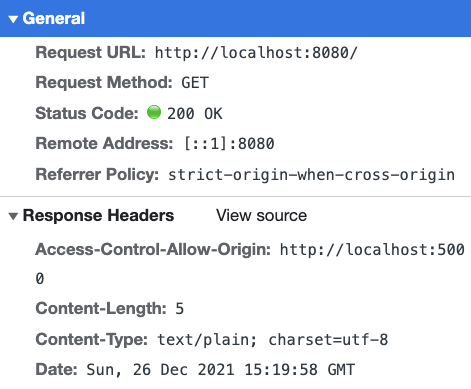 General
Request URL: http://localhost:8080/
Request Method: GET
Status Code: 200 OK
Remote Address: [::1]:8080
Referrer Policy: strict-origin-when-cross-origin
Response Headers View source
Access-Control-Allow-Origin: http://localhost:500
0
Content-Length: 5
Content-Type: text/plain; charset=utf-8
Date: Sun, 26 Dec 2021 15:19:58 GMT